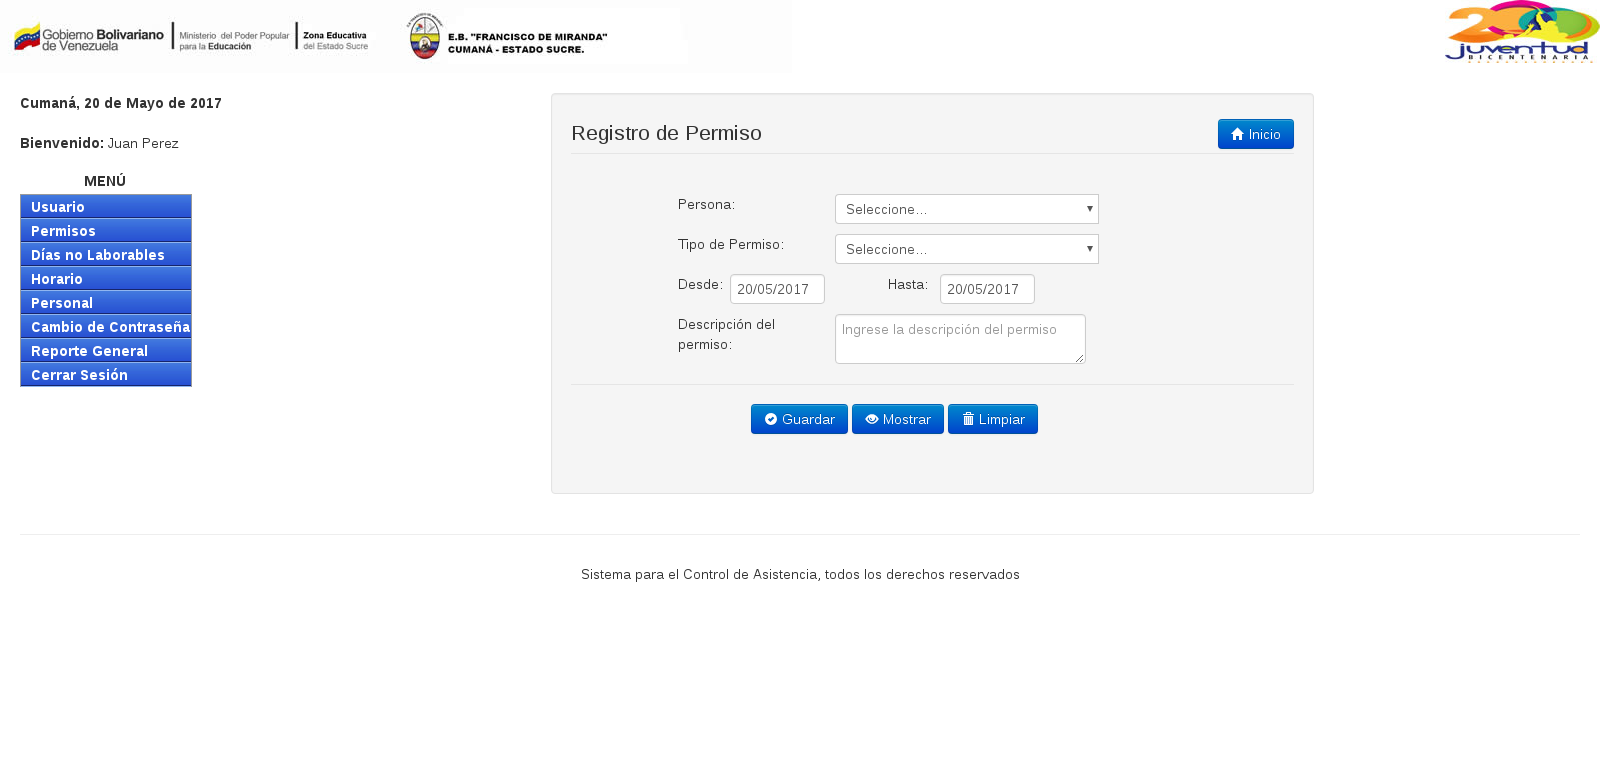 Gobierno Bolivariano
de Venezuela
Ministerio del Poder Popular
para la Educación
Zona Educativa
del Estado Sucre
E.B. "FRANCISCO DE MIRANDA"
CUMANÁ - ESTADO SUCRE.
200
juventud
BICENTENARIA
Cumaná, 20 de Mayo de 2017
Bienvenido: Juan Perez
MENÚ
Usuario
Permisos
Días no Laborables
Horario
Personal
Cambio de Contraseña
Reporte General
Cerrar Sesión
Registro de Permiso
Inicio
Persona:
Seleccione...
Tipo de Permiso:
Seleccione...
Desde: 20/05/2017 Hasta: 20/05/2017
Descripción del
permiso:
Ingrese la descripción del permiso
Guardar Mostrar Limpiar
Sistema para el Control de Asistencia, todos los derechos reservados